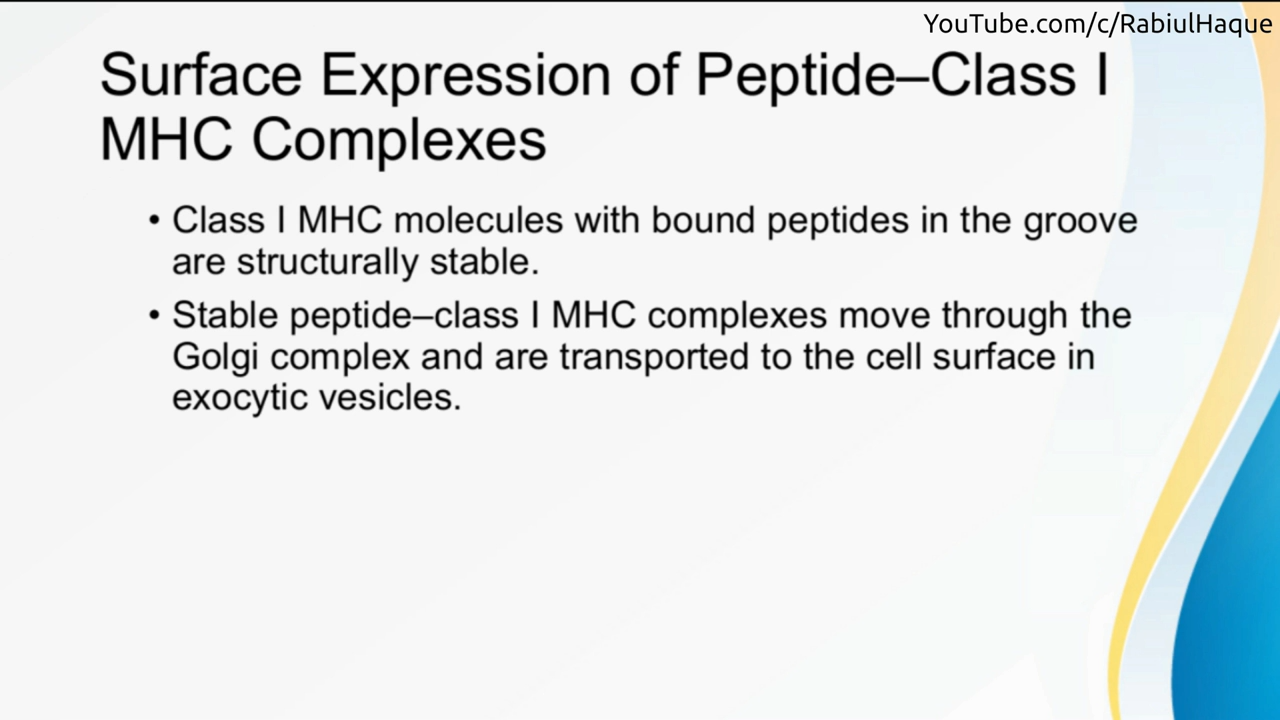 YouTube.com/c/RabiulHaque
Surface Expression of Peptide–Class I
MHC Complexes
• Class I MHC molecules with bound peptides in the groove
are structurally stable.
• Stable peptide–class I MHC complexes move through the
Golgi complex and are transported to the cell surface in
exocytic vesicles.